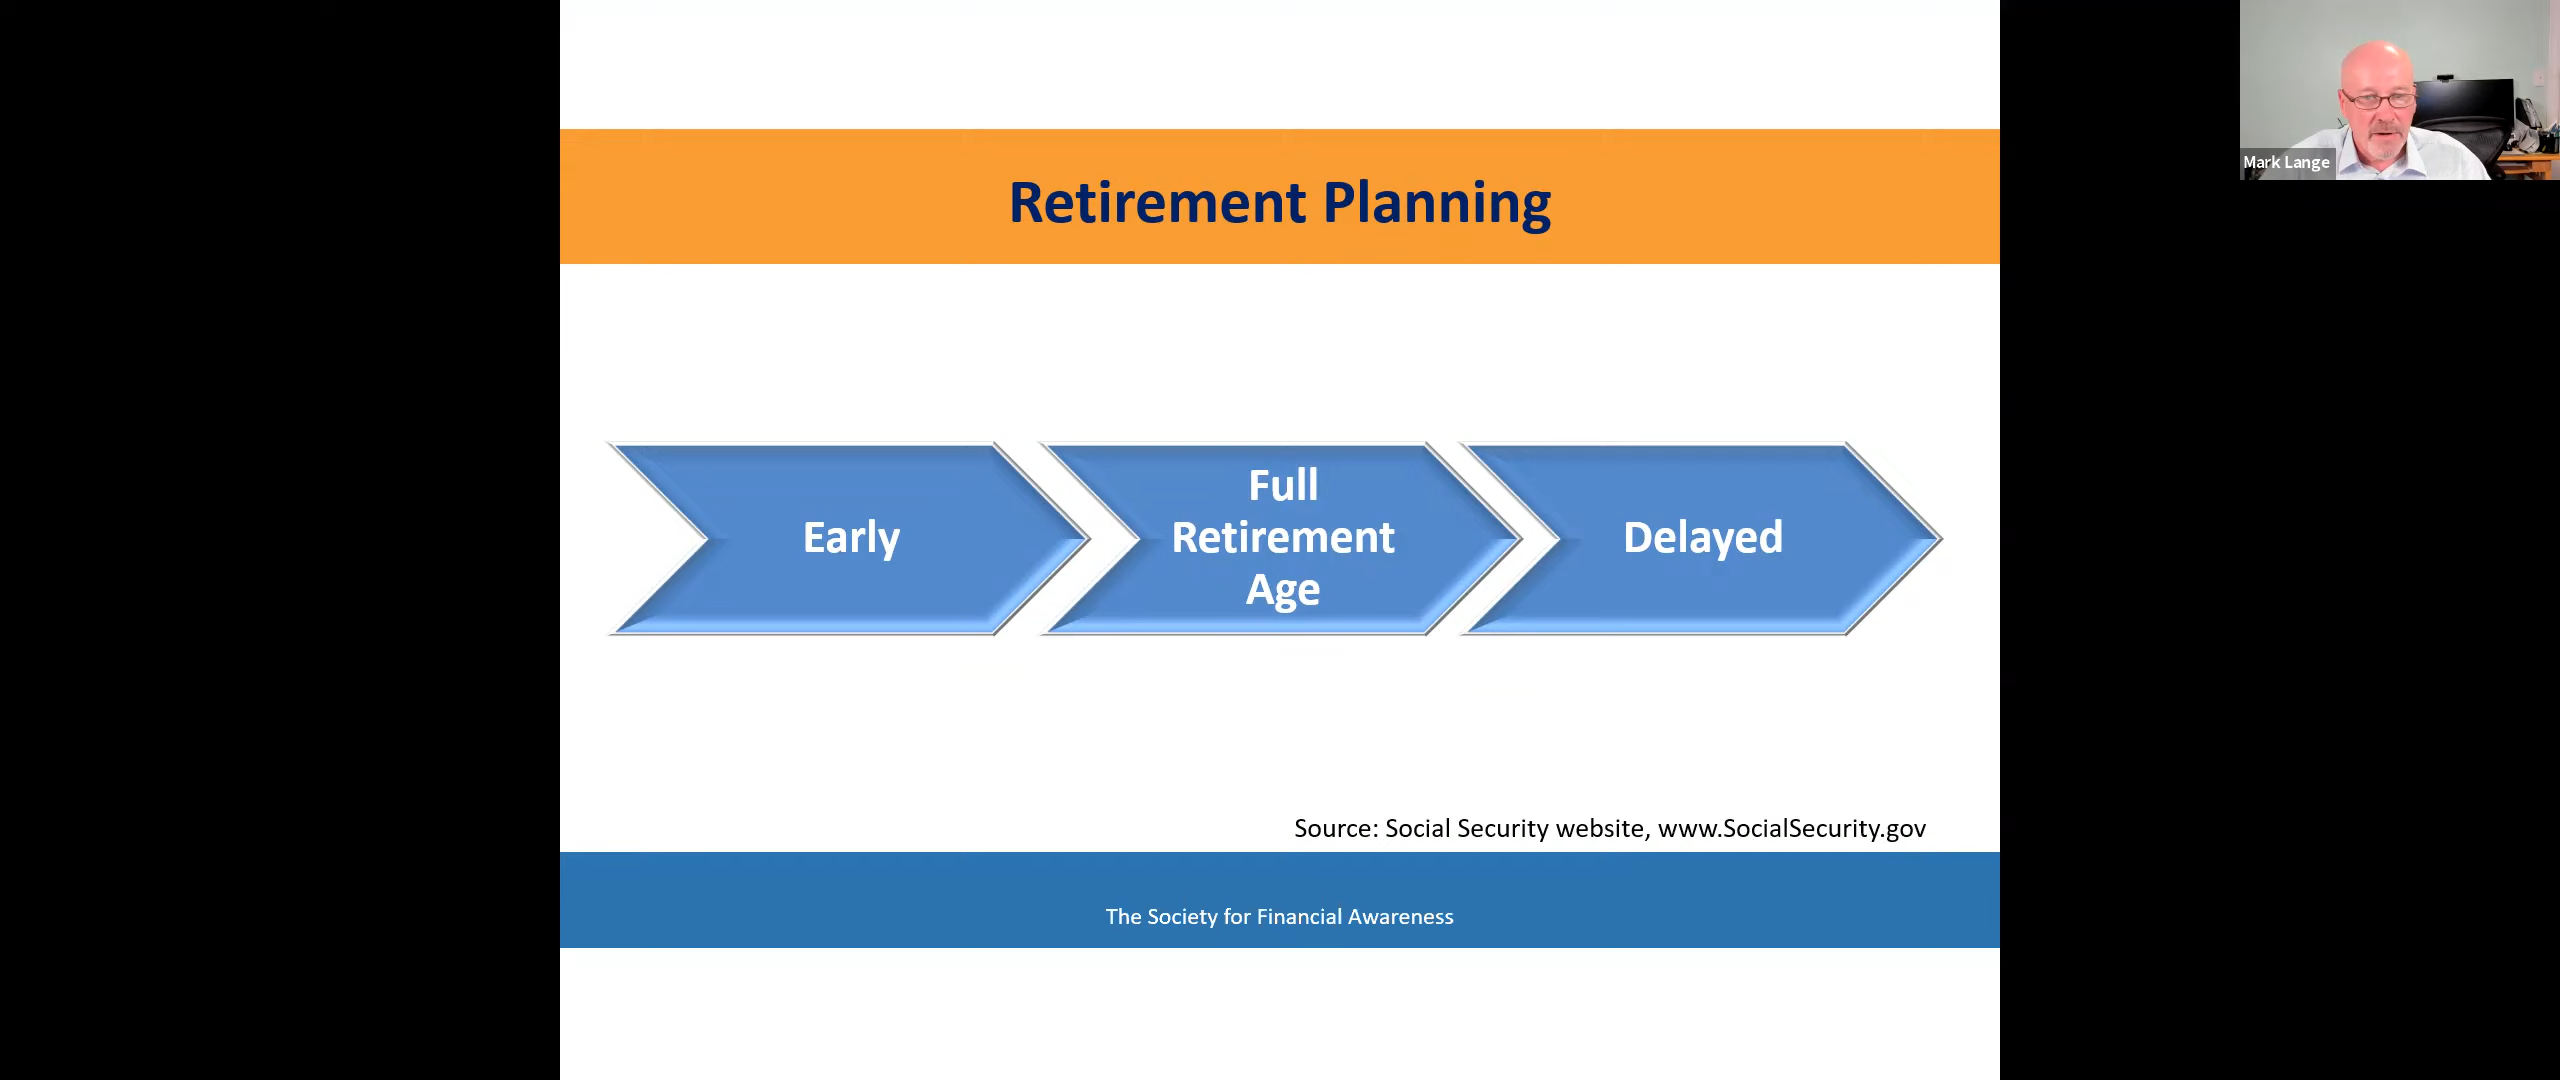 Retirement Planning
Mark Lange
Early
Full
Retirement
Age
Delayed
Source: Social Security website, www.SocialSecurity.gov
The Society for Financial Awareness